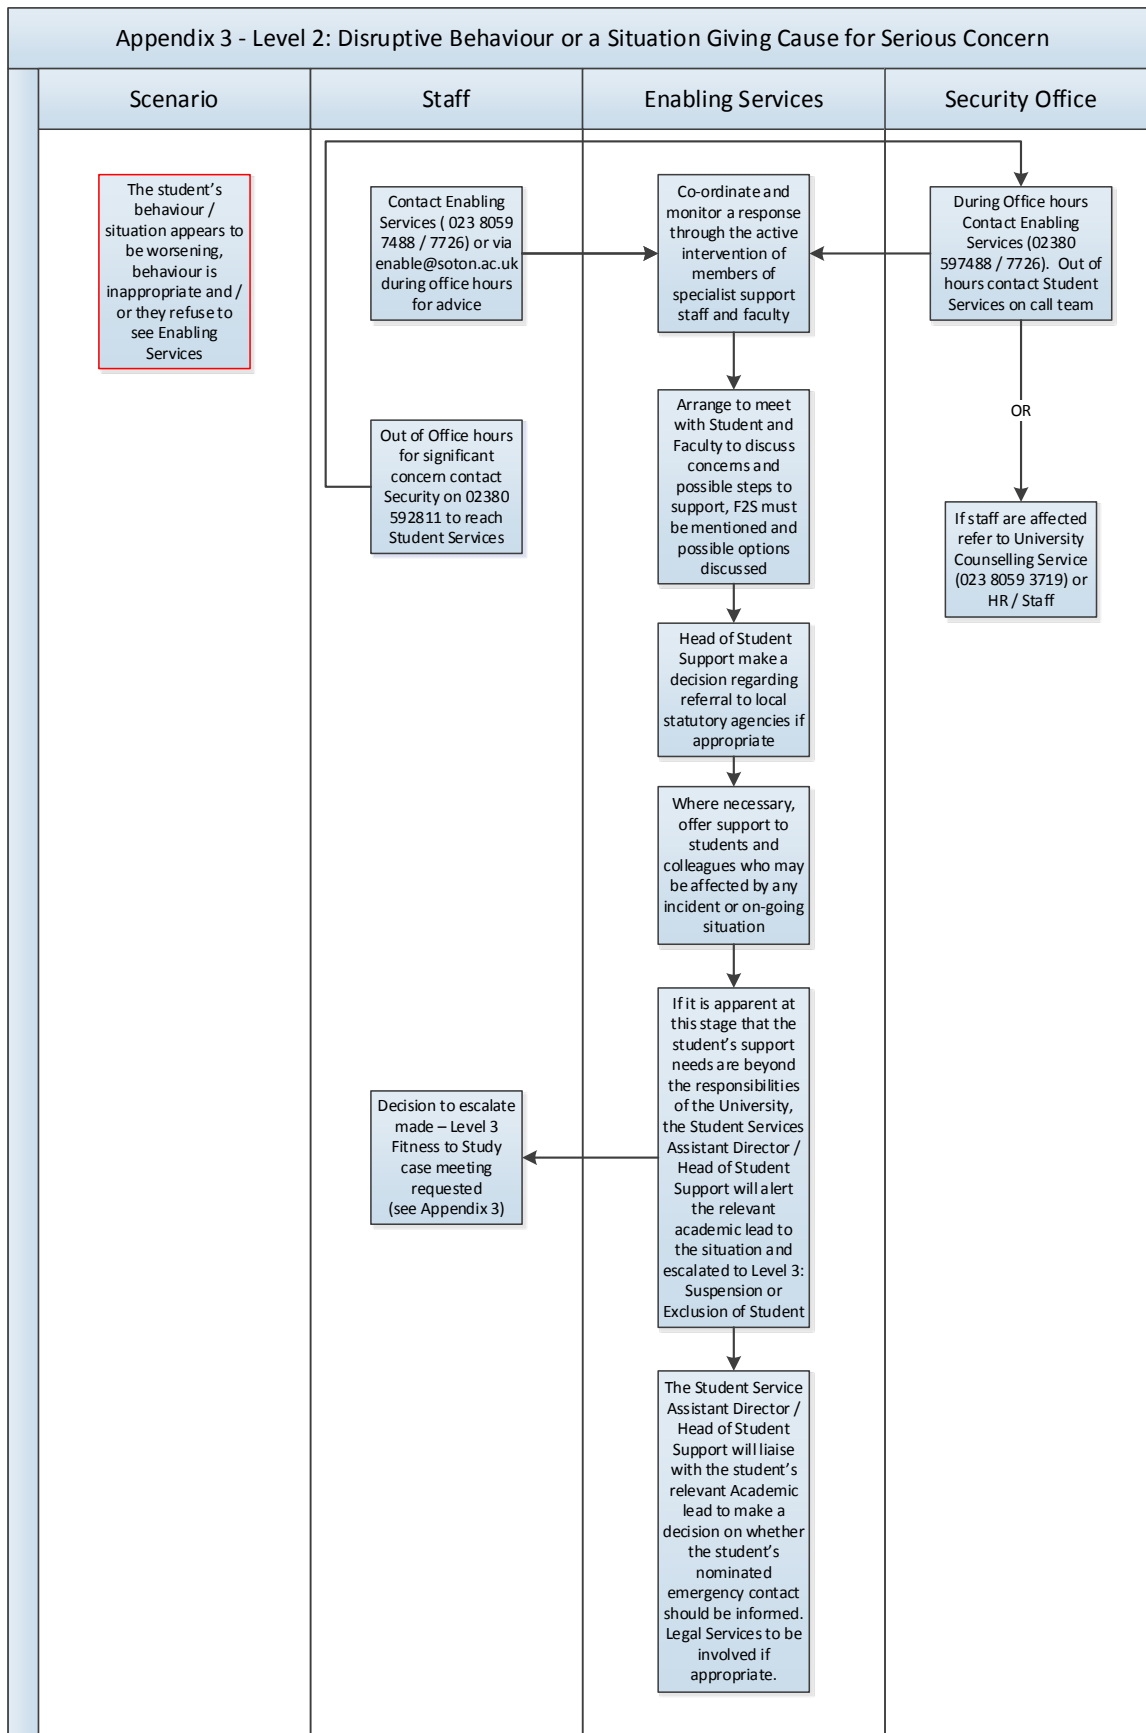 Appendix 3 - Level 2: Disruptive Behaviour or a Situation Giving Cause for Serious Concern
Scenario
Staff
Enabling Services
Security Office
The student's
behaviour /
situation appears to
be worsening,
behaviour is
inappropriate and /
or they refuse to
see Enabling
Services
Contact Enabling
Services ( 023 8059
7488 / 7726) or via
enable@soton.ac.uk
during office hours
for advice
Co-ordinate and
monitor a response
through the active
intervention of
members of
specialist support
staff and faculty
During Office hours
Contact Enabling
Services (02380
597488 / 7726).  Out of
hours contact Student
Services on call team
Out of Office hours
for significant
concern contact
Security on 02380
592811 to reach
Student Services
Arrange to meet
with Student and
Faculty to discuss
concerns and
possible steps to
support, F2S must
be mentioned and
possible options
discussed
OR
If staff are affected
refer to University
Counselling Service
(023 8059 3719) or
HR / Staff
Head of Student
Support make a
decision regarding
referral to local
statutory agencies if
appropriate
Where necessary,
offer support to
students and
colleagues who may
be affected by any
incident or on-going
situation
If it is apparent at
this stage that the
student's support
needs are beyond
the responsibilities
of the University,
the Student Services
Assistant Director /
Head of Student
Support will alert
the relevant
academic lead to
the situation and
escalated to Level 3:
Suspension or
Exclusion of Student
Decision to escalate
made – Level 3
Fitness to Study
case meeting
requested
(see Appendix 3)
The Student Service
Assistant Director /
Head of Student
Support will liaise
with the student's
relevant Academic
lead to make a
decision on whether
the student's
nominated
emergency contact
should be informed.
Legal Services to be
involved if
appropriate.